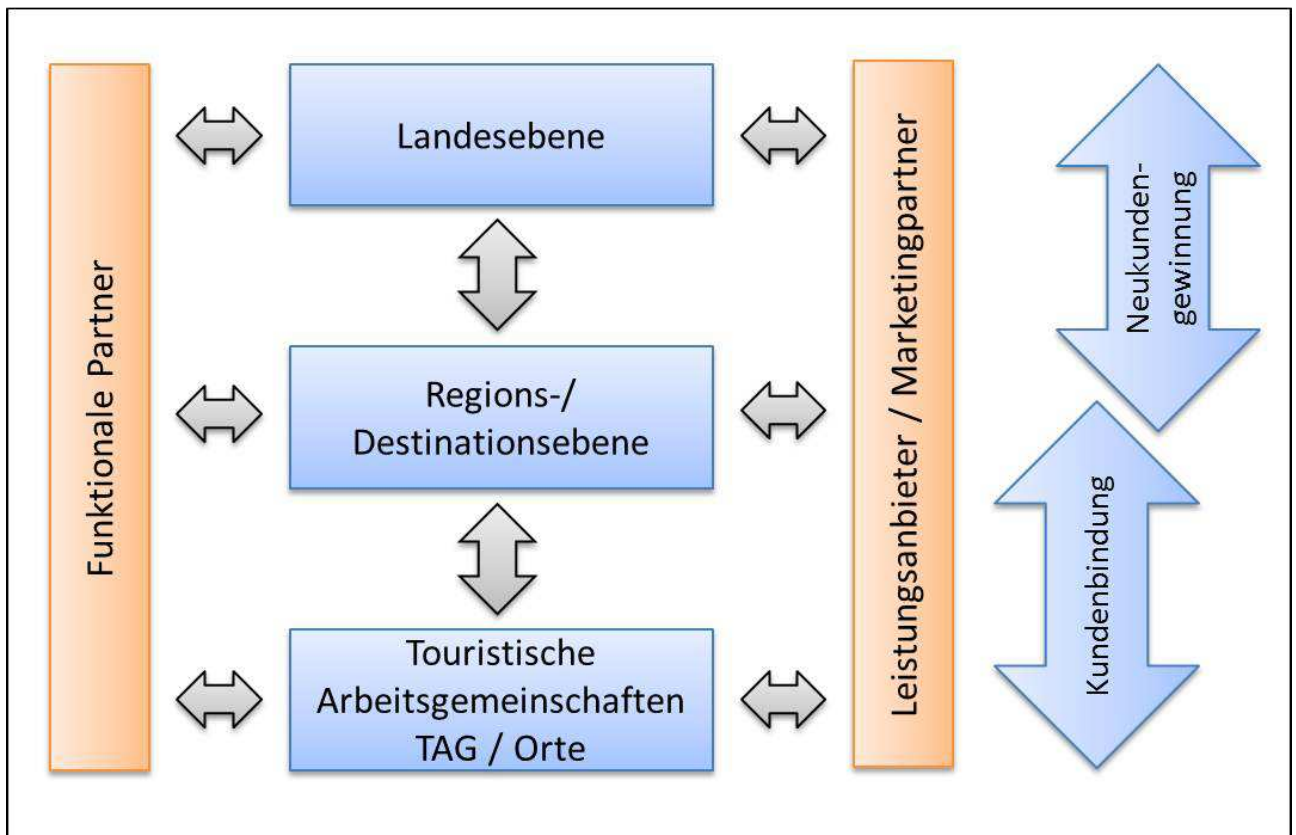 Funktionale Partner
Landesebene
Regions-/
Destinationsebene
Touristische
Arbeitsgemeinschaften
TAG / Orte
Leistungsanbieter / Marketingpartner
Neukunden-
gewinnung
Kundenbindung